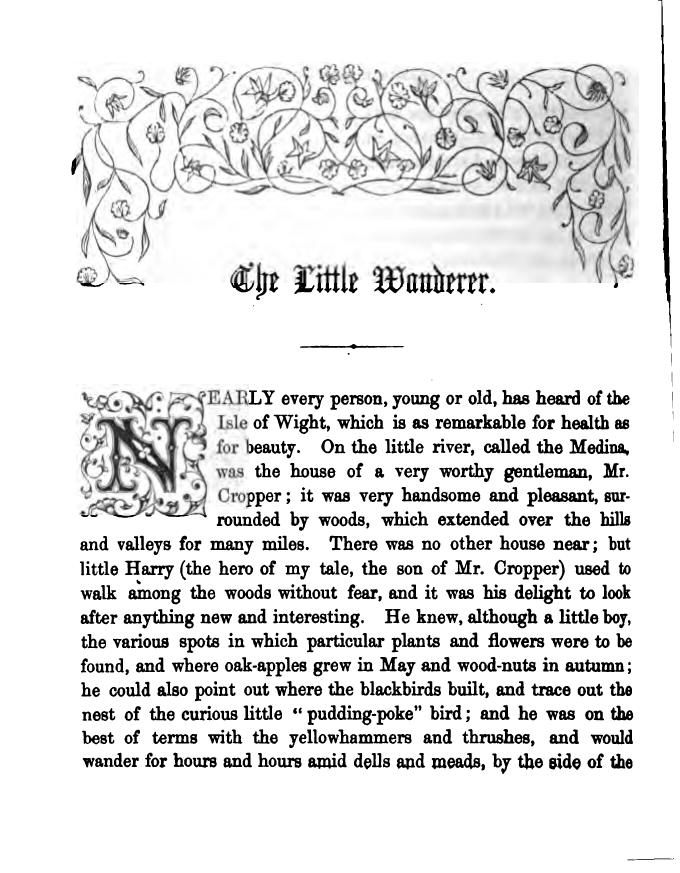 The Little Wanderer.
NEARLY every person, young or old, has heard of the
Isle of Wight, which is as remarkable for health as
for beauty. On the little river, called the Medina,
was the house of a very worthy gentleman, Mr.
Cropper; it was very handsome and pleasant, sur-
rounded by woods, which extended over the hills
and valleys for many miles. There was no other house near; but
little Harry (the hero of my tale, the son of Mr. Cropper) used to
walk among the woods without fear, and it was his delight to look
after anything new and interesting. He knew, although a little boy,
the various spots in which particular plants and flowers were to be
found, and where oak-apples grew in May and wood-nuts in autumn;
he could also point out where the blackbirds built, and trace out the
nest of the curious little “pudding-poke” bird; and he was on the
best of terms with the yellowhammers and thrushes, and would
wander for hours and hours amid dells and meads, by the side of the